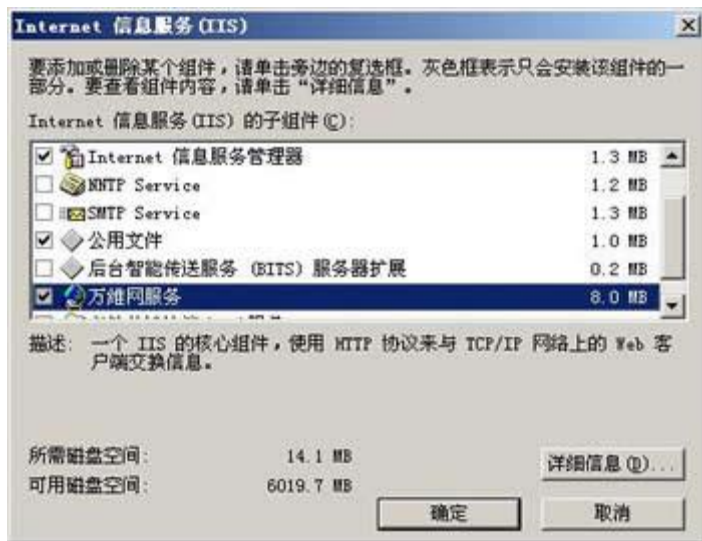 Internet 信息服务(IIS)
要添加或删除某个组件，请单击旁边的复选框。灰色框表示只会安装该组件的一
部分。要查看组件内容，请单击“详细信息”。
Internet 信息服务(IIS) 的子组件(C):
Internet 信息服务管理器 1.3 MB
NNTP Service 1.2 MB
SMTP Service 1.3 MB
公用文件 1.0 MB
后台智能传送服务 (BITS) 服务器扩展 0.2 MB
万维网服务 8.0 MB
描述: 一个 IIS 的核心组件，使用 HTTP 协议来与 TCP/IP 网络上的 Web 客
户端交换信息。
所需磁盘空间: 14.1 MB
详细信息(D)...
可用磁盘空间: 6019.7 MB
确定 取消